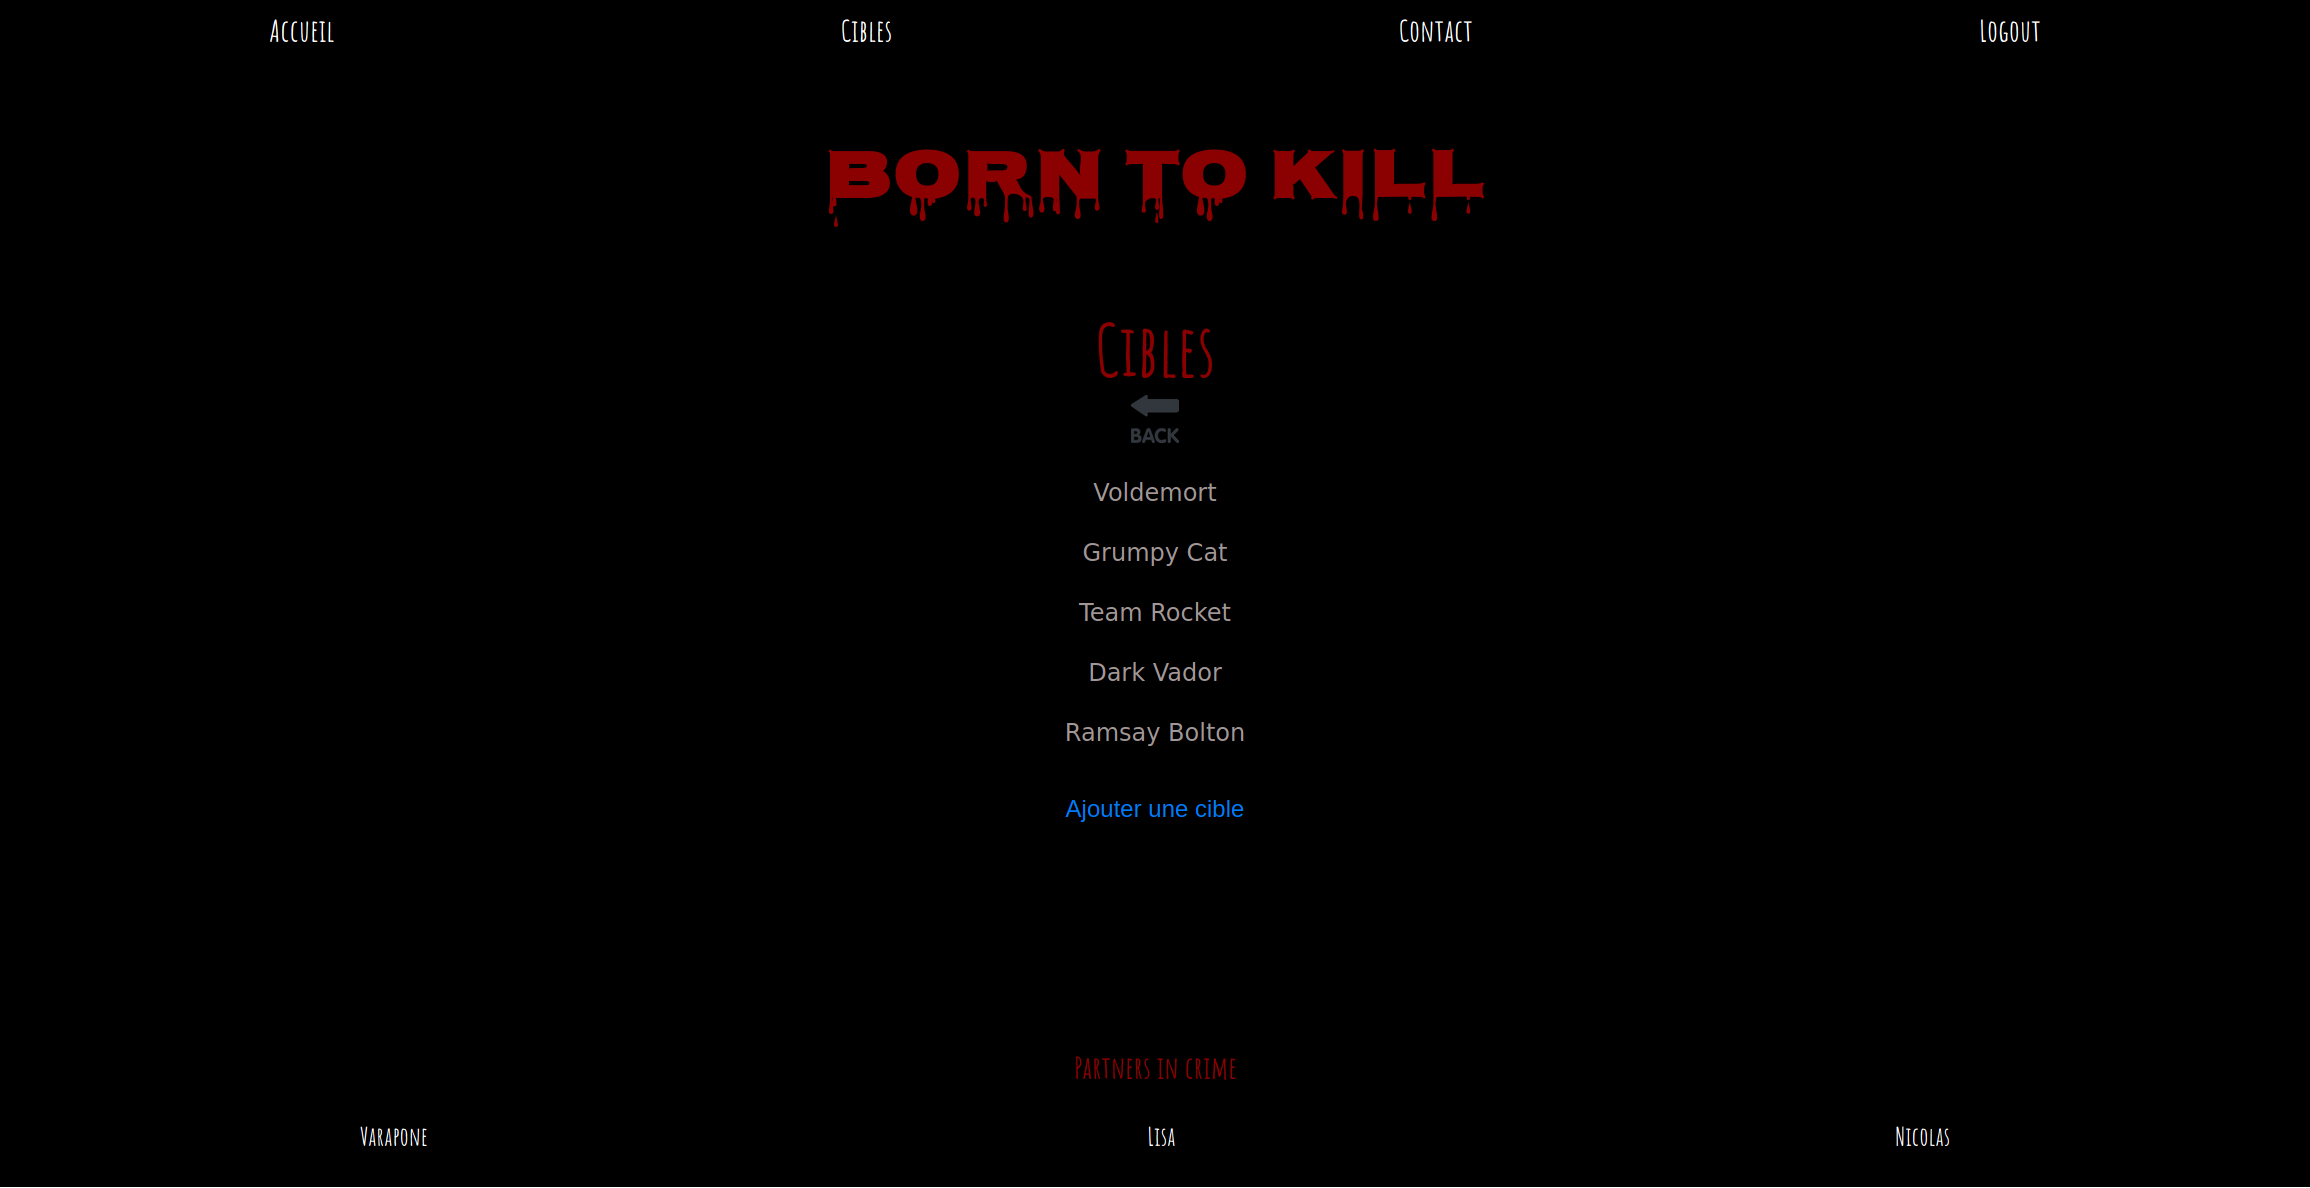 Accueil Cibles Contact Logout
BORN TO KILL
Cibles
BACK
Voldemort
Grumpy Cat
Team Rocket
Dark Vador
Ramsay Bolton
Ajouter une cible
Partners in crime
Varapone Lisa Nicolas